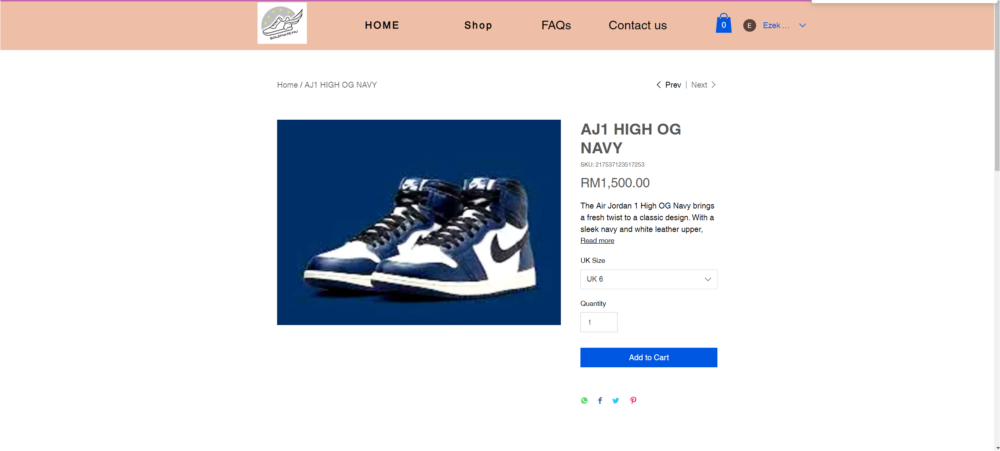 SOLEMATE MU
HOME
Shop
FAQs
Contact us
0
E
Ezek ...
Home / AJ1 HIGH OG NAVY
Prev
Next
AJ1 HIGH OG
NAVY
SKU: 217537123517253
RM1,500.00
The Air Jordan 1 High OG Navy brings
a fresh twist to a classic design. With a
sleek navy and white leather upper,
Read more
UK Size
UK 6
Quantity
1
Add to Cart